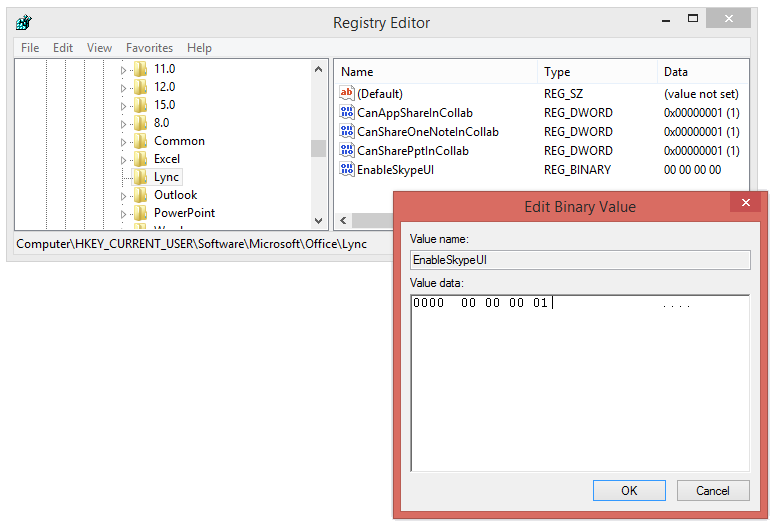 Registry Editor
File Edit View Favorites Help
11.0
12.0
15.0
8.0
Common
Excel
Lync
Outlook
PowerPoint
Name Type Data
ab (Default) REG_SZ (value not set)
CanAppShareInCollab REG_DWORD 0x00000001 (1)
CanShareOneNoteInCollab REG_DWORD 0x00000001 (1)
CanSharePptInCollab REG_DWORD 0x00000001 (1)
EnableSkypeUI REG_BINARY 00 00 00 00
Computer\HKEY_CURRENT_USER\Software\Microsoft\Office\Lync
Edit Binary Value
Value name:
EnableSkypeUI
Value data:
0000 00 00 00 01 ....
OK Cancel